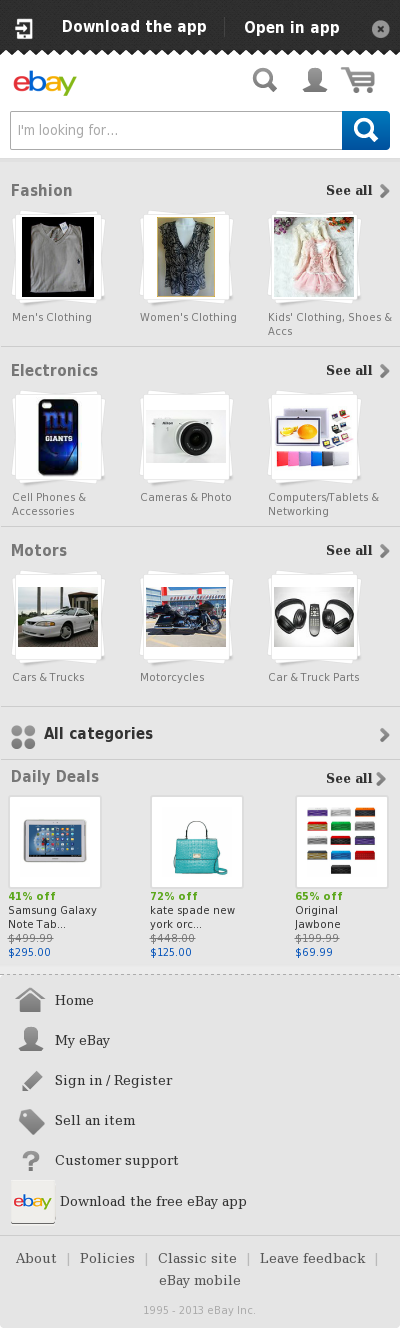 Download the app
Open in app
ebay
I'm looking for...
Fashion
See all
Men's Clothing
Women's Clothing
Kids' Clothing, Shoes &
Accs
Electronics
See all
NY
GIANTS
Nikon
Cell Phones &
Accessories
Cameras & Photo
Computers/Tablets &
Networking
Motors
See all
Cars & Trucks
Motorcycles
Car & Truck Parts
All categories
Daily Deals
See all
41% off
Samsung Galaxy
Note Tab...
$499.99
$295.00
72% off
kate spade new
york orc...
$448.00
$125.00
65% off
Original
Jawbone
$199.99
$69.99
Home
My eBay
Sign in / Register
Sell an item
Customer support
ebay
Download the free eBay app
About | Policies | Classic site | Leave feedback |
eBay mobile
1995 - 2013 eBay Inc.